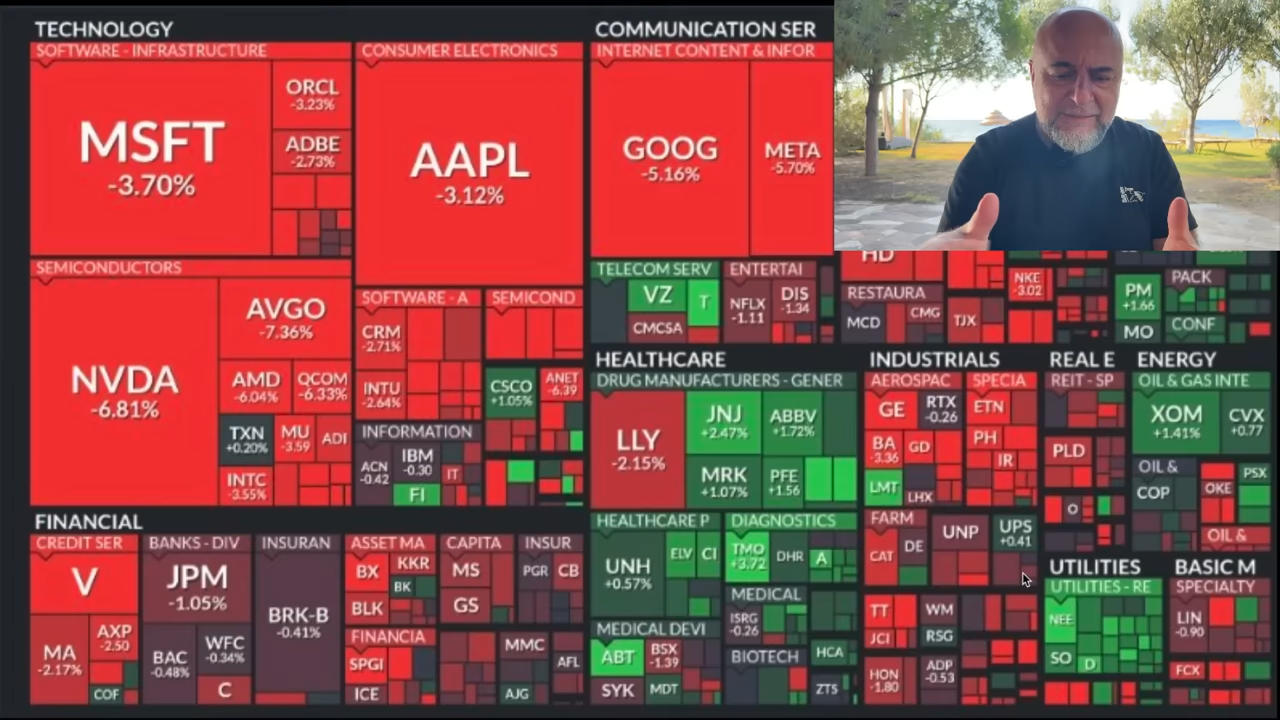 TECHNOLOGY
SOFTWARE - INFRASTRUCTURE
MSFT
-3.70%
ORCL
-3.23%
ADBE
-2.73%
CONSUMER ELECTRONICS
AAPL
-3.12%
COMMUNICATION SER
INTERNET CONTENT & INFOR
GOOG
-5.16%
META
-5.70%
SEMICONDUCTORS
NVDA
-6.81%
AVGO
-7.36%
AMD
-6.04%
QCOM
-6.33%
TXN
+0.20%
MU
-3.59
ADI
INTC
-3.55%
SOFTWARE - A
CRM
-2.71%
INTU
-2.64%
SEMICOND
CSCO
+1.05%
ANET
-6.39
INFORMATION
ACN
-0.42
IBM
-0.30
IT
FI
TELECOM SERV
VZ
T
CMCSA
ENTERTAI
NFLX
-1.11
DIS
-1.34
HD
RESTAURA
MCD
CMG
TJX
NKE
-3.02
PM
+1.66
MO
PACK
CONF
HEALTHCARE
DRUG MANUFACTURERS - GENER
LLY
-2.15%
JNJ
+2.47%
ABBV
+1.72%
MRK
+1.07%
PFE
+1.56
HEALTHCARE P
UNH
+0.57%
ELV
CI
DIAGNOSTICS
TMO
+3.72
DHR
A
MEDICAL
ISRG
-0.26
MEDICAL DEVI
ABT
BSX
-1.39
SYK
MDT
BIOTECH
HCA
ZTS
INDUSTRIALS
AEROSPAC
GE
RTX
-0.26
BA
-3.36
GD
LMT
LHX
SPECIA
ETN
PH
IR
FARM
CAT
DE
UNP
UPS
+0.41
TT
JCI
WM
RSG
HON
-1.80
ADP
-0.53
REAL E
REIT - SP
PLD
O
ENERGY
OIL & GAS INTE
XOM
+1.41%
CVX
+0.77
OIL &
COP
OKE
PSX
OIL &
UTILITIES
UTILITIES - RE
NEE
SO
D
BASIC M
SPECIALTY
LIN
-0.90
FCX
FINANCIAL
CREDIT SER
V
MA
-2.17%
AXP
-2.50
COF
BANKS - DIV
JPM
-1.05%
BAC
-0.48%
WFC
-0.34%
C
INSURAN
BRK-B
-0.41%
ASSET MA
BX
KKR
BK
BLK
FINANCIA
SPGI
ICE
CAPITA
MS
GS
INSUR
PGR
CB
MMC
AJG
AFL